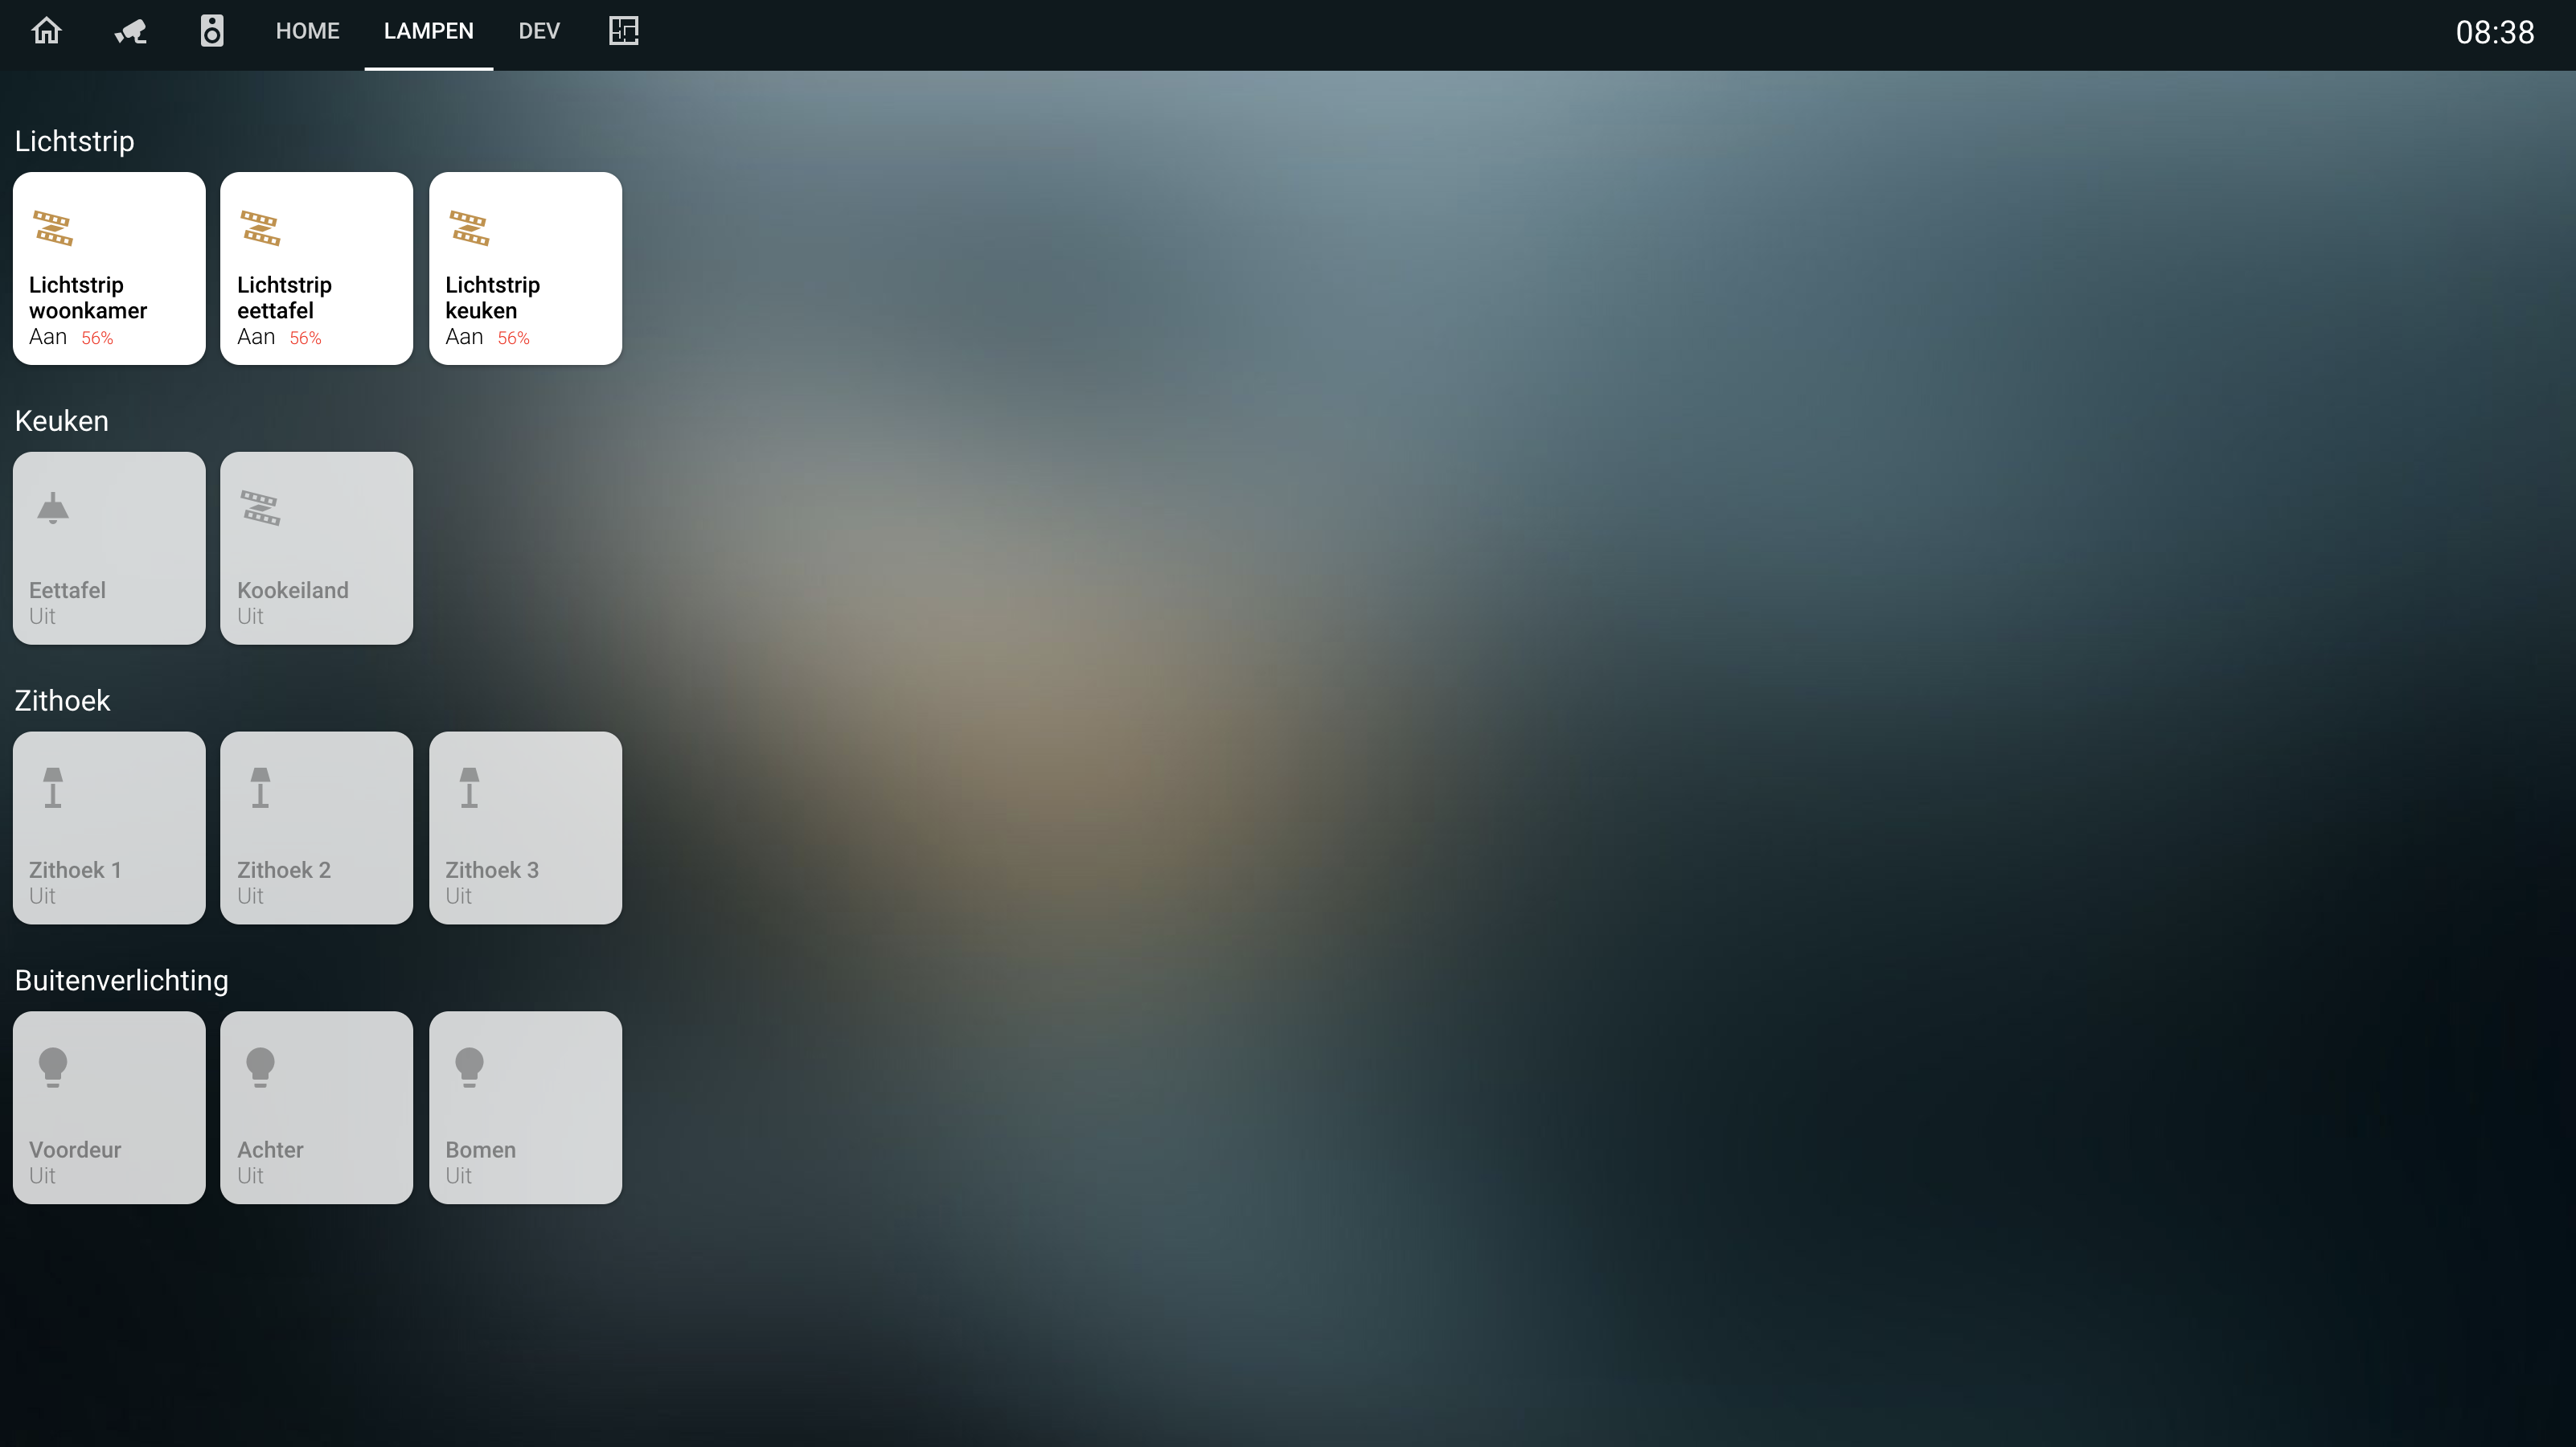 HOME
LAMPEN
DEV
08:38
Lichtstrip
Lichtstrip
woonkamer
Aan 56%
Lichtstrip
eettafel
Aan 56%
Lichtstrip
keuken
Aan 56%
Keuken
Eettafel
Uit
Kookeiland
Uit
Zithoek
Zithoek 1
Uit
Zithoek 2
Uit
Zithoek 3
Uit
Buitenverlichting
Voordeur
Uit
Achter
Uit
Bomen
Uit